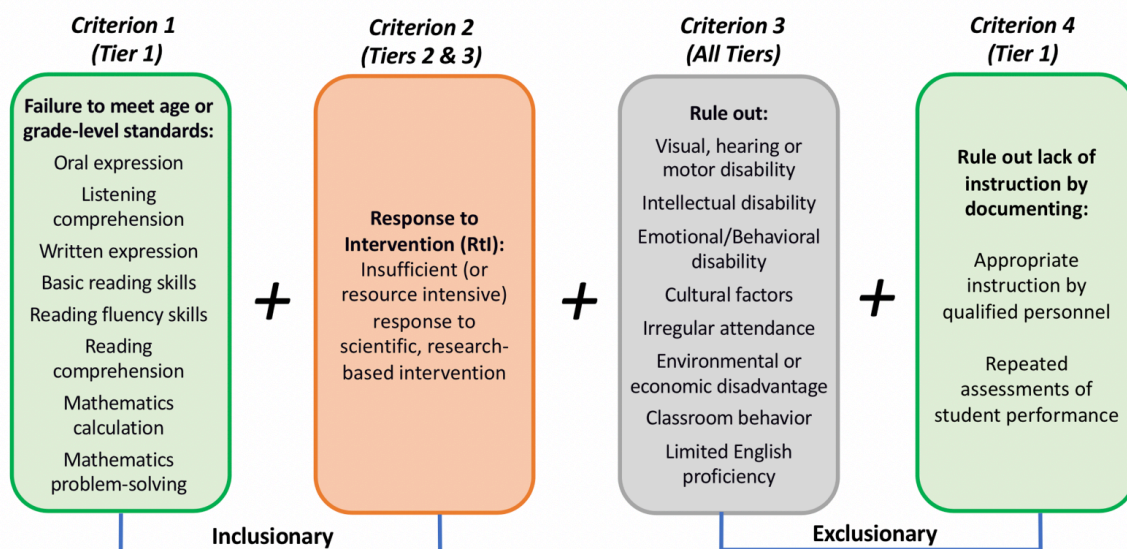 Criterion 1
(Tier 1)
Failure to meet age or
grade-level standards:
Oral expression
Listening
comprehension
Written expression
Basic reading skills
Reading fluency skills
Reading
comprehension
Mathematics
calculation
Mathematics
problem-solving
+
Criterion 2
(Tiers 2 & 3)
Response to
Intervention (RtI):
Insufficient (or
resource intensive)
response to
scientific, research-
based intervention
+
Criterion 3
(All Tiers)
Rule out:
Visual, hearing or
motor disability
Intellectual disability
Emotional/Behavioral
disability
Cultural factors
Irregular attendance
Environmental or
economic disadvantage
Classroom behavior
Limited English
proficiency
+
Criterion 4
(Tier 1)
Rule out lack of
instruction by
documenting:
Appropriate
instruction by
qualified personnel
Repeated
assessments of
student performance
Inclusionary
Exclusionary